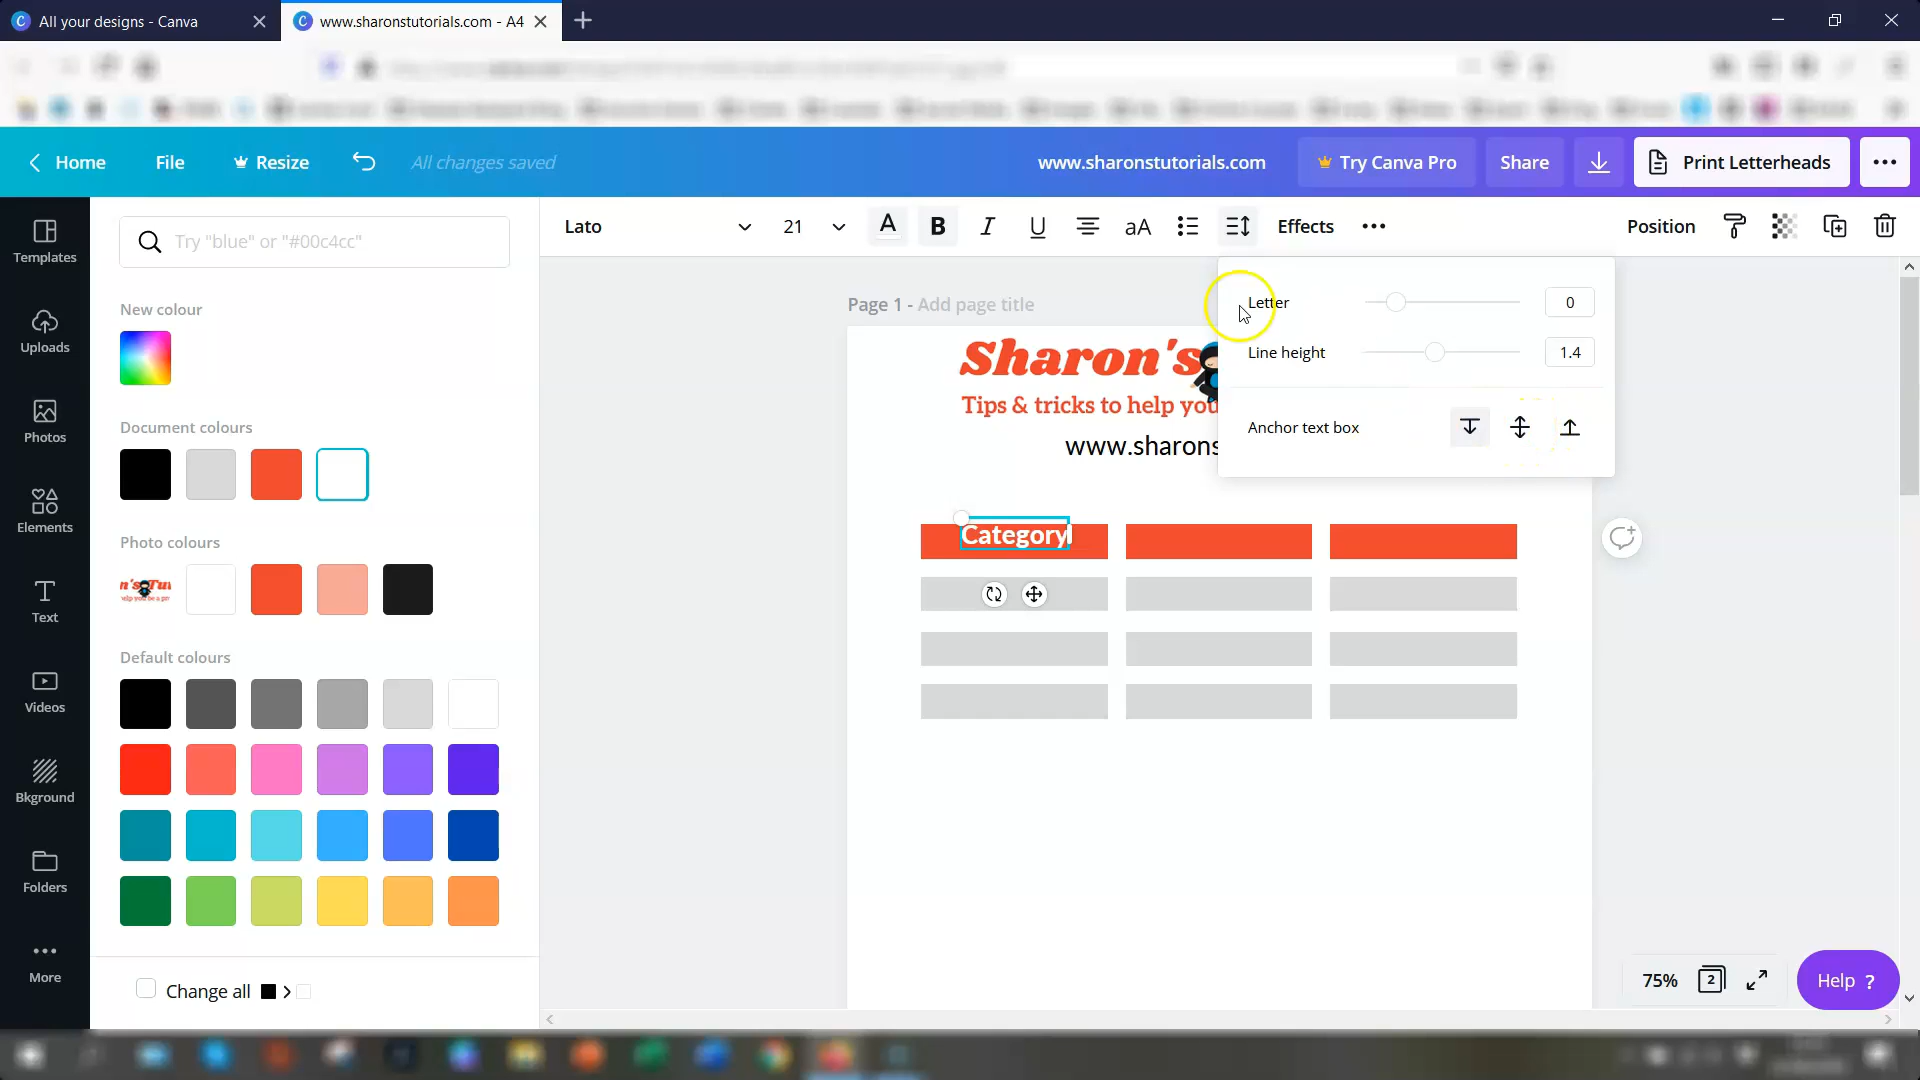 All your designs - Canva
www.sharonstutorials.com - A4
Home
File
Resize
All changes saved
www.sharonstutorials.com
Try Canva Pro
Share
Print Letterheads
Templates
Uploads
Photos
Elements
Text
Videos
Bkground
Folders
More
Try "blue" or "#00c4cc"
New colour
Document colours
Photo colours
Default colours
Change all
Lato
21
A
B
I
U
aA
Effects
Position
Letter
0
Line height
1.4
Anchor text box
Page 1 - Add page title
Sharon's
Tips & tricks to help you
www.sharons
Category
75%
2
Help ?